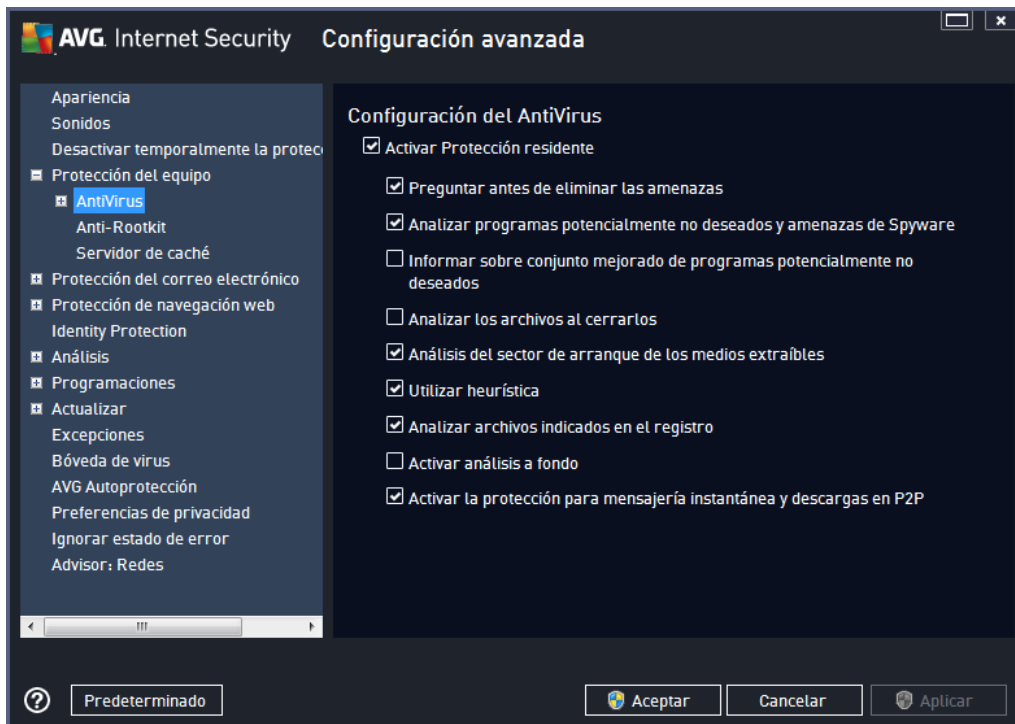 AVG. Internet Security Configuración avanzada
Apariencia
Sonidos
Desactivar temporalmente la protec
Protección del equipo
AntiVirus
Anti-Rootkit
Servidor de caché
Protección del correo electrónico
Protección de navegación web
Identity Protection
Análisis
Programaciones
Actualizar
Excepciones
Bóveda de virus
AVG Autoprotección
Preferencias de privacidad
Ignorar estado de error
Advisor: Redes
Configuración del AntiVirus
Activar Protección residente
Preguntar antes de eliminar las amenazas
Analizar programas potencialmente no deseados y amenazas de Spyware
Informar sobre conjunto mejorado de programas potencialmente no
deseados
Analizar los archivos al cerrarlos
Análisis del sector de arranque de los medios extraíbles
Utilizar heurística
Analizar archivos indicados en el registro
Activar análisis a fondo
Activar la protección para mensajería instantánea y descargas en P2P
Predeterminado
Aceptar
Cancelar
Aplicar